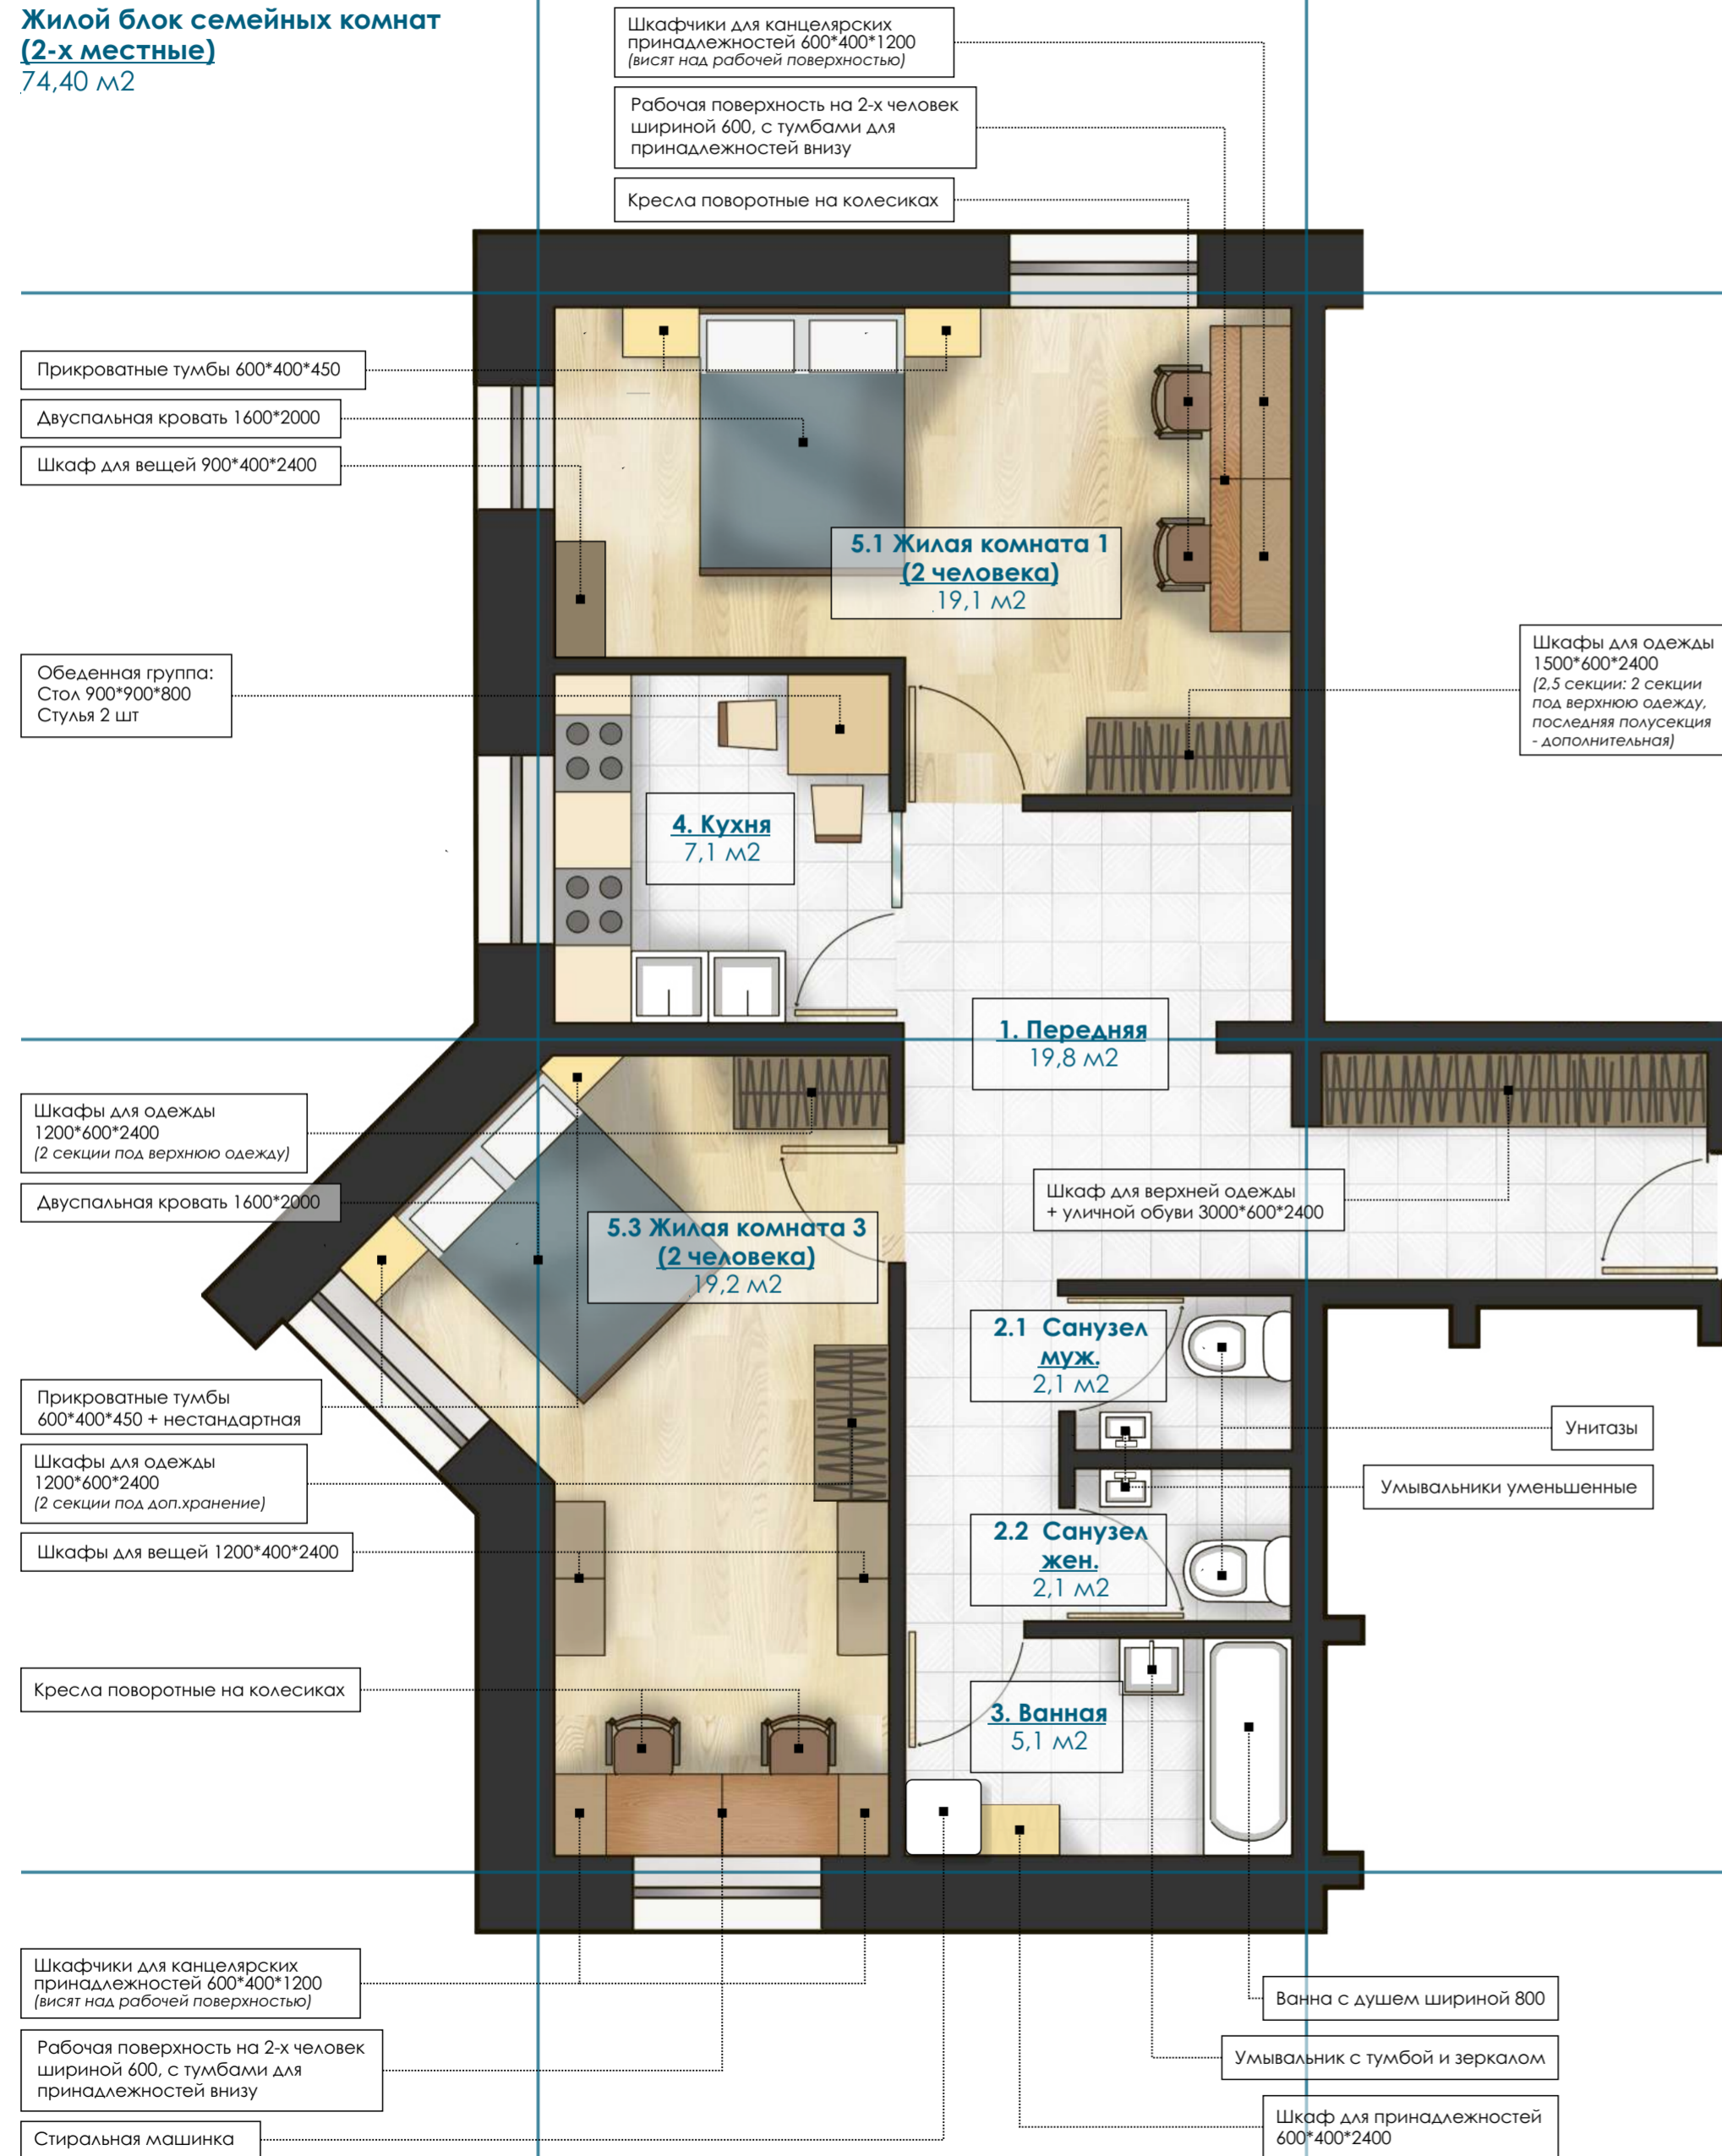 Жилой блок семейных комнат
(2-х местные)
74,40 м2
Шкафчики для канцелярских
принадлежностей 600*400*1200
(висят над рабочей поверхностью)
Рабочая поверхность на 2-х человек
шириной 600, с тумбами для
принадлежностей внизу
Кресла поворотные на колесиках
Прикроватные тумбы 600*400*450
Двуспальная кровать 1600*2000
Шкаф для вещей 900*400*2400
5.1 Жилая комната 1
(2 человека)
19,1 м2
Обеденная группа:
Стол 900*900*800
Стулья 2 шт
Шкафы для одежды
1500*600*2400
(2,5 секции: 2 секции
под верхнюю одежду,
последняя полусекция
- дополнительная)
4. Кухня
7,1 м2
1. Передняя
19,8 м2
Шкафы для одежды
1200*600*2400
(2 секции под верхнюю одежду)
Двуспальная кровать 1600*2000
Шкаф для верхней одежды
+ уличной обуви 3000*600*2400
5.3 Жилая комната 3
(2 человека)
19,2 м2
2.1 Санузел
муж.
2,1 м2
Прикроватные тумбы
600*400*450 + нестандартная
Унитазы
Шкафы для одежды
1200*600*2400
(2 секции под доп.хранение)
Умывальники уменьшенные
2.2 Санузел
жен.
2,1 м2
Шкафы для вещей 1200*400*2400
Кресла поворотные на колесиках
3. Ванная
5,1 м2
Шкафчики для канцелярских
принадлежностей 600*400*1200
(висят над рабочей поверхностью)
Ванна с душем шириной 800
Рабочая поверхность на 2-х человек
шириной 600, с тумбами для
принадлежностей внизу
Умывальник с тумбой и зеркалом
Стиральная машинка
Шкаф для принадлежностей
600*400*2400